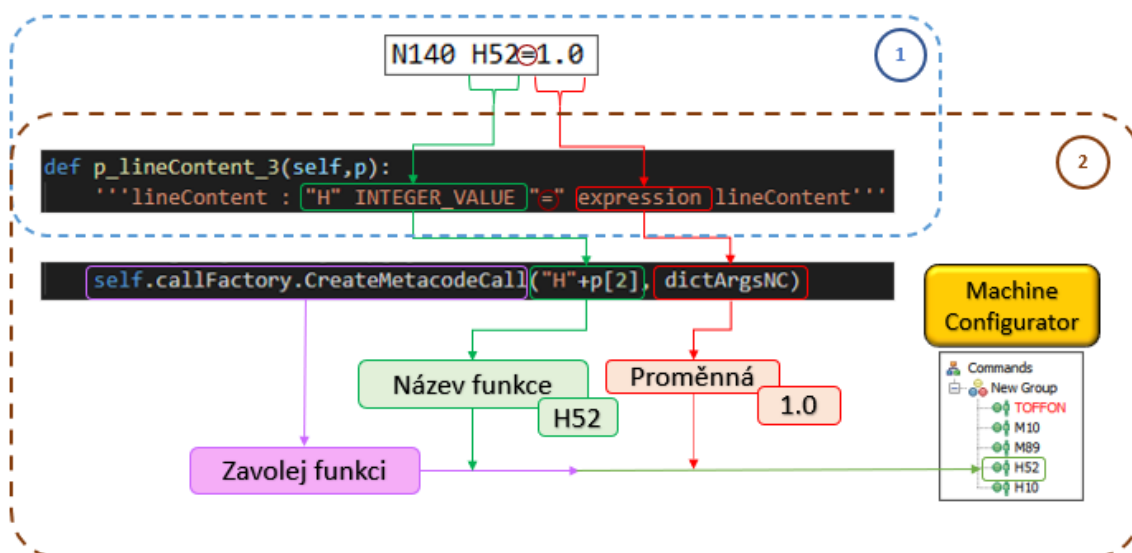 N140 H52=1.0
1
2
def p_lineContent_3(self,p):
'''lineContent : "H" INTEGER_VALUE "=" expression lineContent'''
self.callFactory.CreateMetacodeCall("H"+p[2], dictArgsNC)
Machine
Configurator
Název funkce
H52
Proměnná
1.0
Zavolej funkci
Commands
New Group
TOFFON
M10
M89
H52
H10